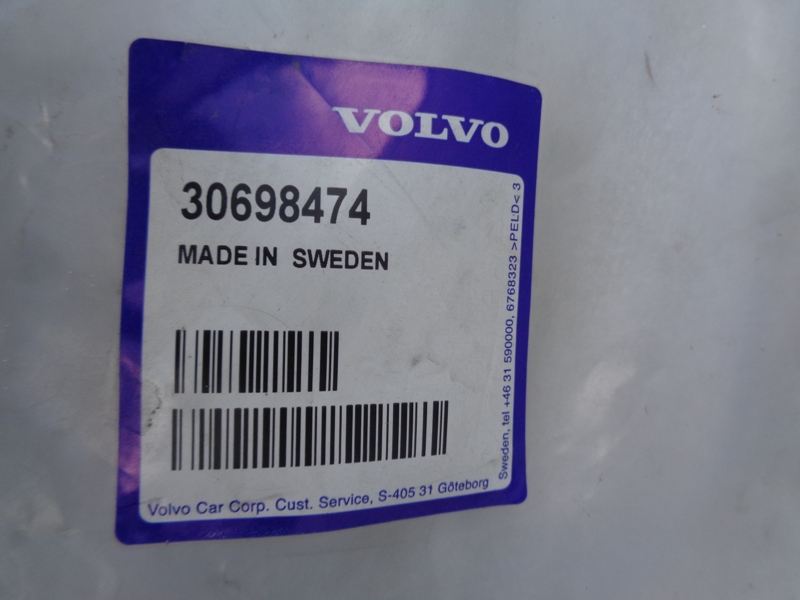 VOLVO
30698474
MADE IN SWEDEN
Volvo Car Corp. Cust. Service, S-405 31 Göteborg
Sweden, tel +46 31 590000, 6768323 >PELD< 3